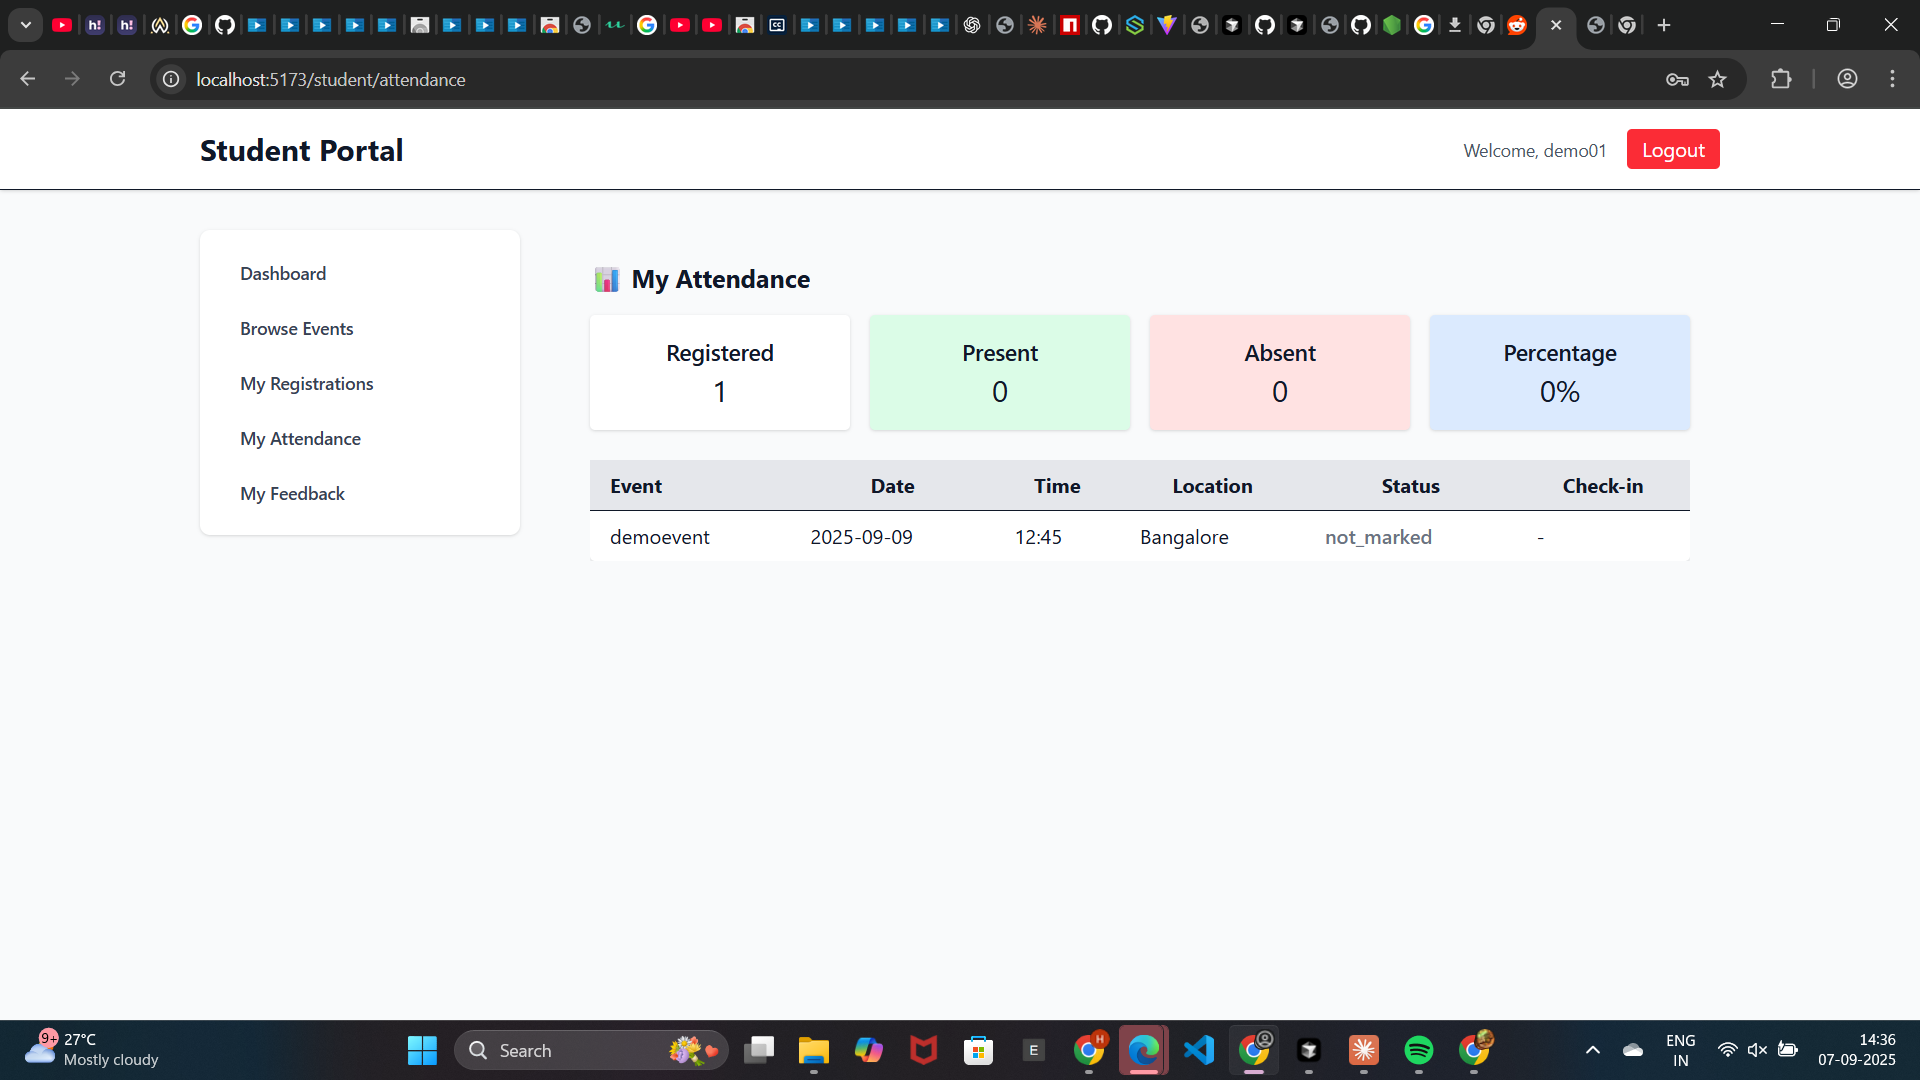 localhost:5173/student/attendance
Student Portal
Welcome, demo01
Logout
Dashboard
Browse Events
My Registrations
My Attendance
My Feedback
My Attendance
Registered
1
Present
0
Absent
0
Percentage
0%
Event Date Time Location Status Check-in
demoevent 2025-09-09 12:45 Bangalore not_marked -
9+
27°C
Mostly cloudy
Search
E
H
ENG
IN
14:36
07-09-2025